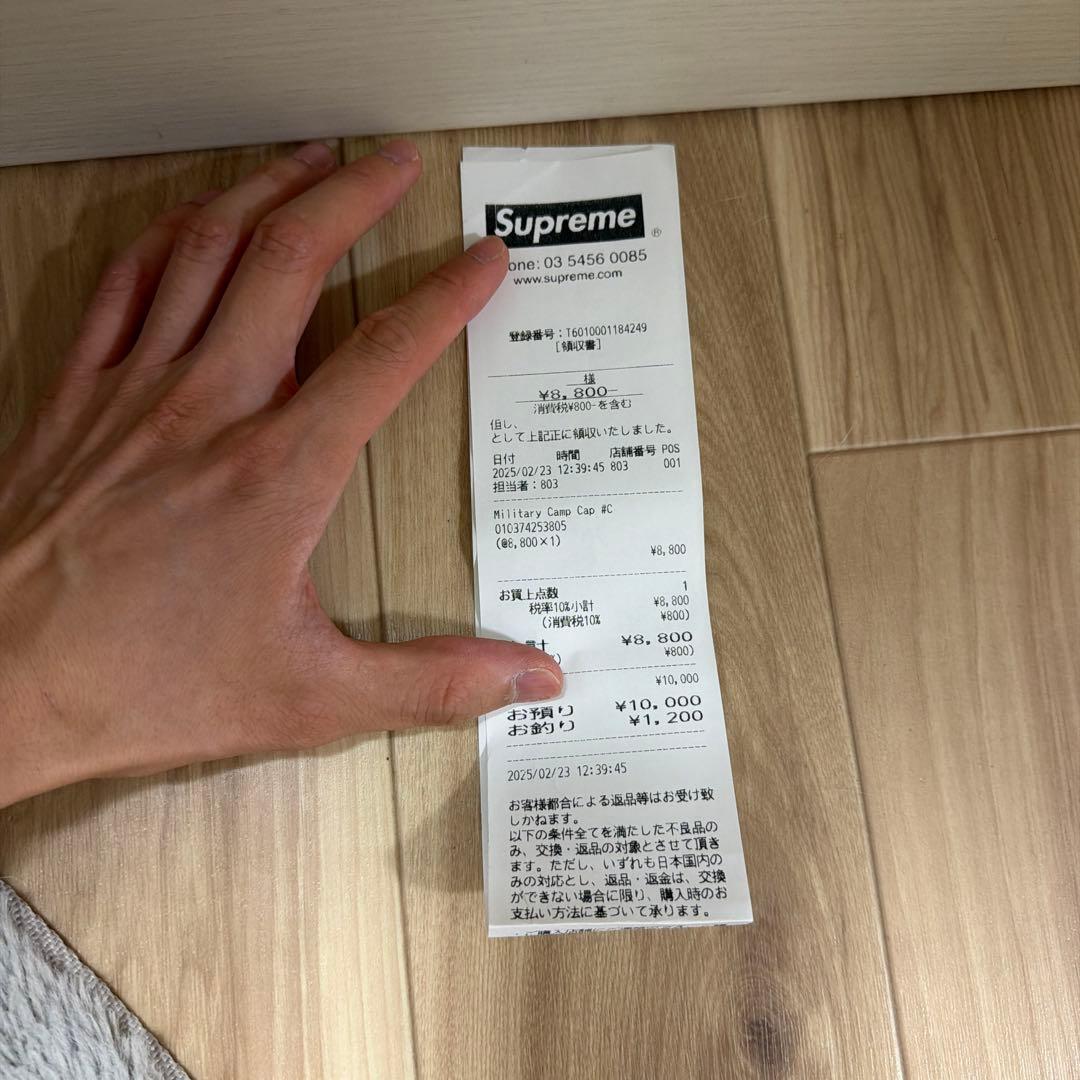 Supreme
®
one: 03 5456 0085
www.supreme.com
登録番号：T6010001184249
[領収書]
様
¥8,800-
消費税¥800-を含む
但し、
として上記正に領収いたしました。
日付 時間 店舗番号 POS
2025/02/23 12:39:45 803 001
担当者：803
Military Camp Cap #C
010374253805
(@8,800×1)
¥8,800
お買上点数 1
税率10%小計 ¥8,800
(消費税10% ¥800)
計 ¥8,800
¥800)
¥10,000
お預り ¥10,000
お釣り ¥1,200
2025/02/23 12:39:45
お客様都合による返品等はお受け致
しかねます。
以下の条件全てを満たした不良品の
み、交換・返品の対象とさせて頂き
ます。ただし、いずれも日本国内の
みの対応とし、返品・返金は、交換
ができない場合に限り、購入時のお
支払い方法に基づいて承ります。